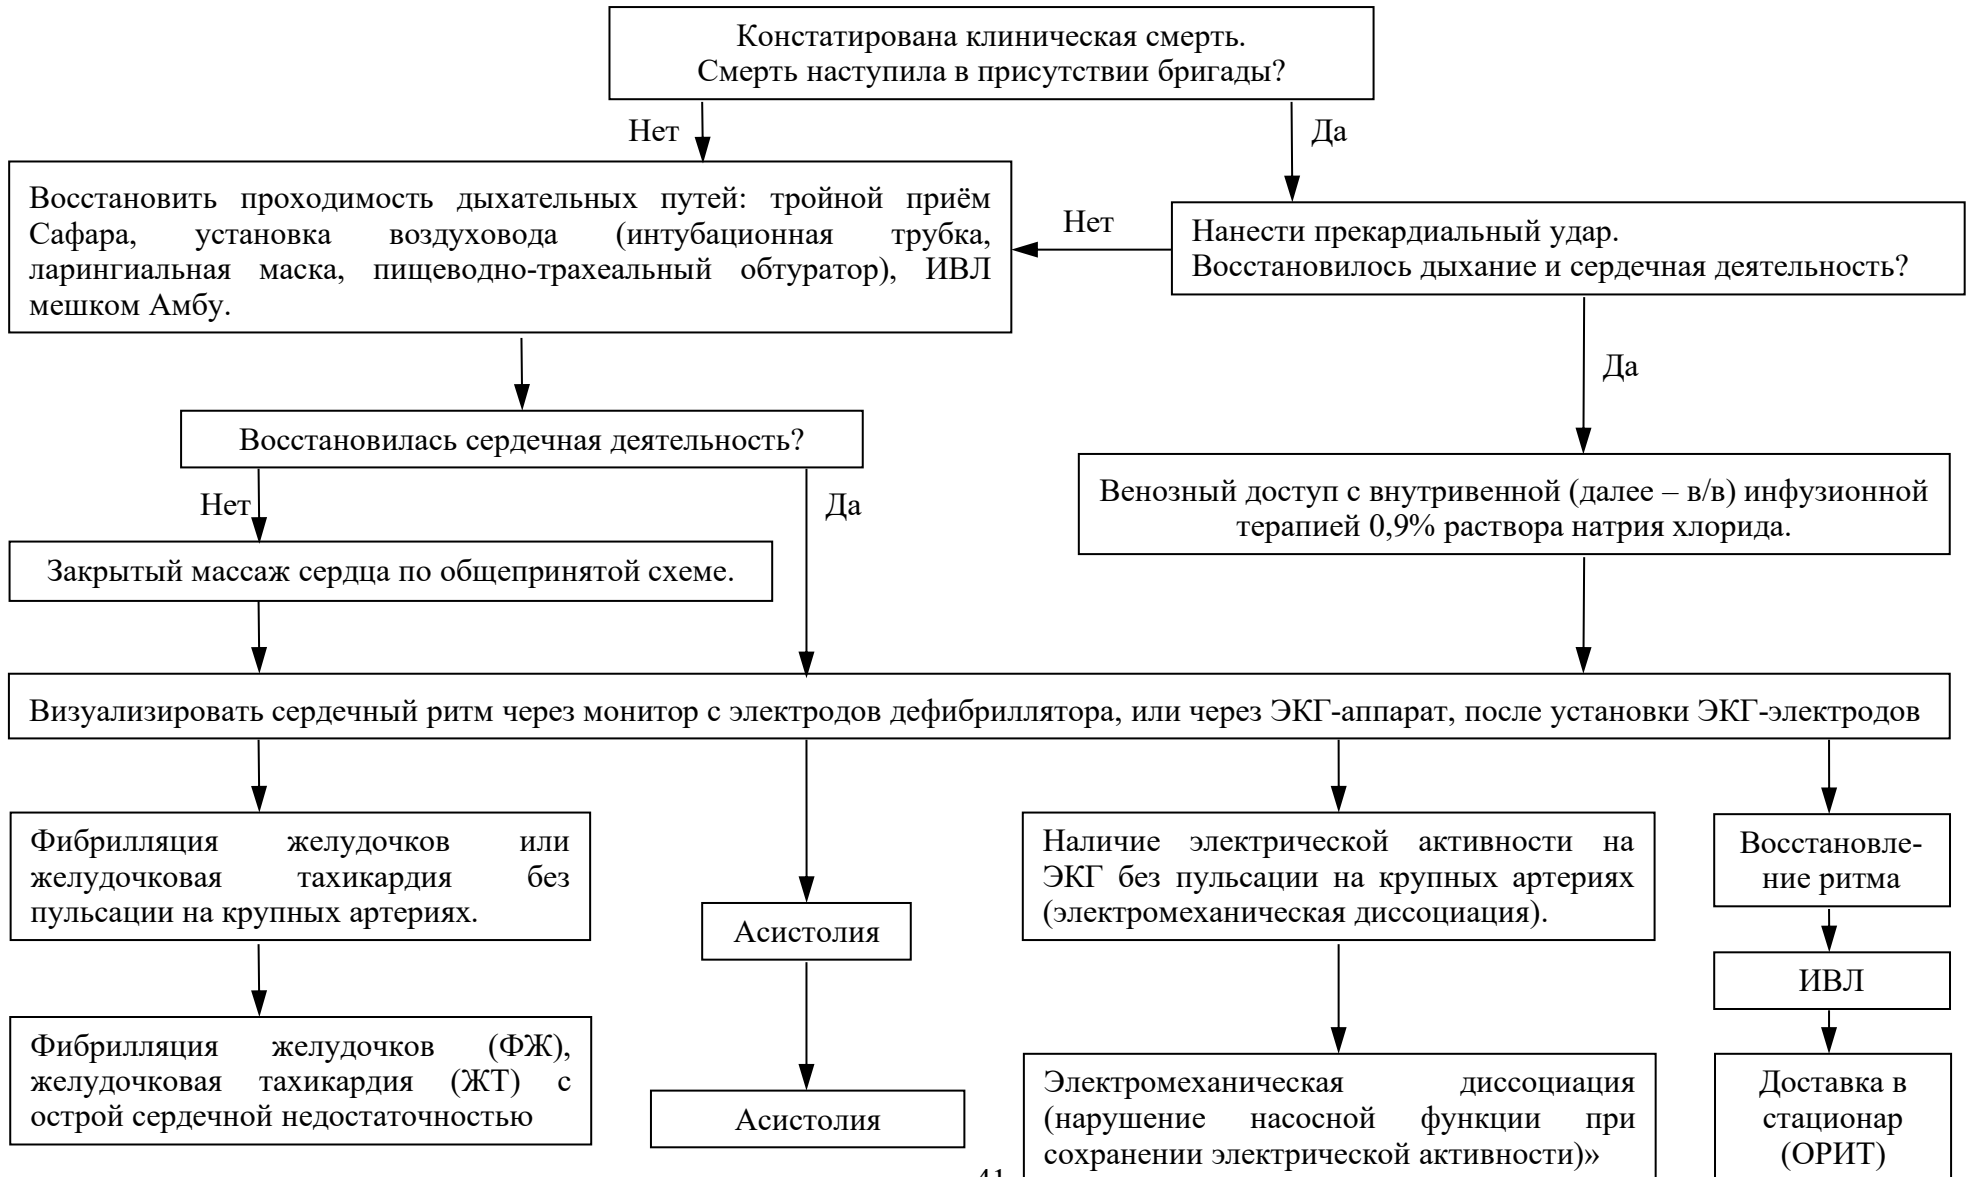 Констатирована клиническая смерть.
Смерть наступила в присутствии бригады?
Нет
Да
Восстановить проходимость дыхательных путей: тройной приём
Сафара, установка воздуховода (интубационная трубка,
ларингиальная маска, пищеводно-трахеальный обтуратор), ИВЛ
мешком Амбу.
Нет
Нанести прекардиальный удар.
Восстановилось дыхание и сердечная деятельность?
Да
Восстановилась сердечная деятельность?
Нет
Да
Венозный доступ с внутривенной (далее – в/в) инфузионной
терапией 0,9% раствора натрия хлорида.
Закрытый массаж сердца по общепринятой схеме.
Визуализировать сердечный ритм через монитор с электродов дефибриллятора, или через ЭКГ-аппарат, после установки ЭКГ-электродов
Фибрилляция желудочков или
желудочковая тахикардия без
пульсации на крупных артериях.
Асистолия
Наличие электрической активности на
ЭКГ без пульсации на крупных артериях
(электромеханическая диссоциация).
Восстановле-
ние ритма
ИВЛ
Фибрилляция желудочков (ФЖ),
желудочковая тахикардия (ЖТ) с
острой сердечной недостаточностью
Асистолия
Электромеханическая диссоциация
(нарушение насосной функции при
сохранении электрической активности)»
Доставка в
стационар
(ОРИТ)
41